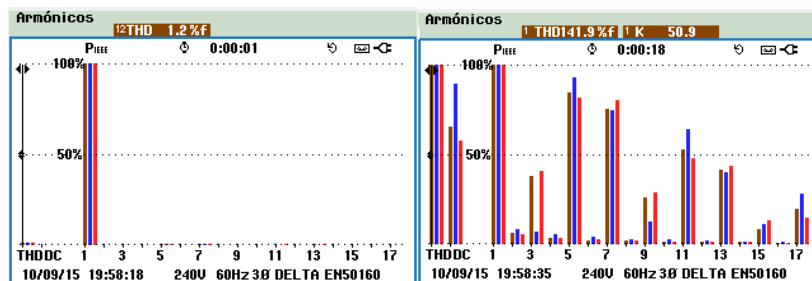 Armónicos
12THD 1.2%f
PIEEE 0:00:01
100%
50%
THDDC 1 3 5 7 9 11 13 15 17
10/09/15 19:58:18 240V 60Hz 3Ø DELTA EN50160
Armónicos
1 THD141.9%f 1 K 50.9
PIEEE 0:00:18
100%
50%
THDDC 1 3 5 7 9 11 13 15 17
10/09/15 19:58:35 240V 60Hz 3Ø DELTA EN50160